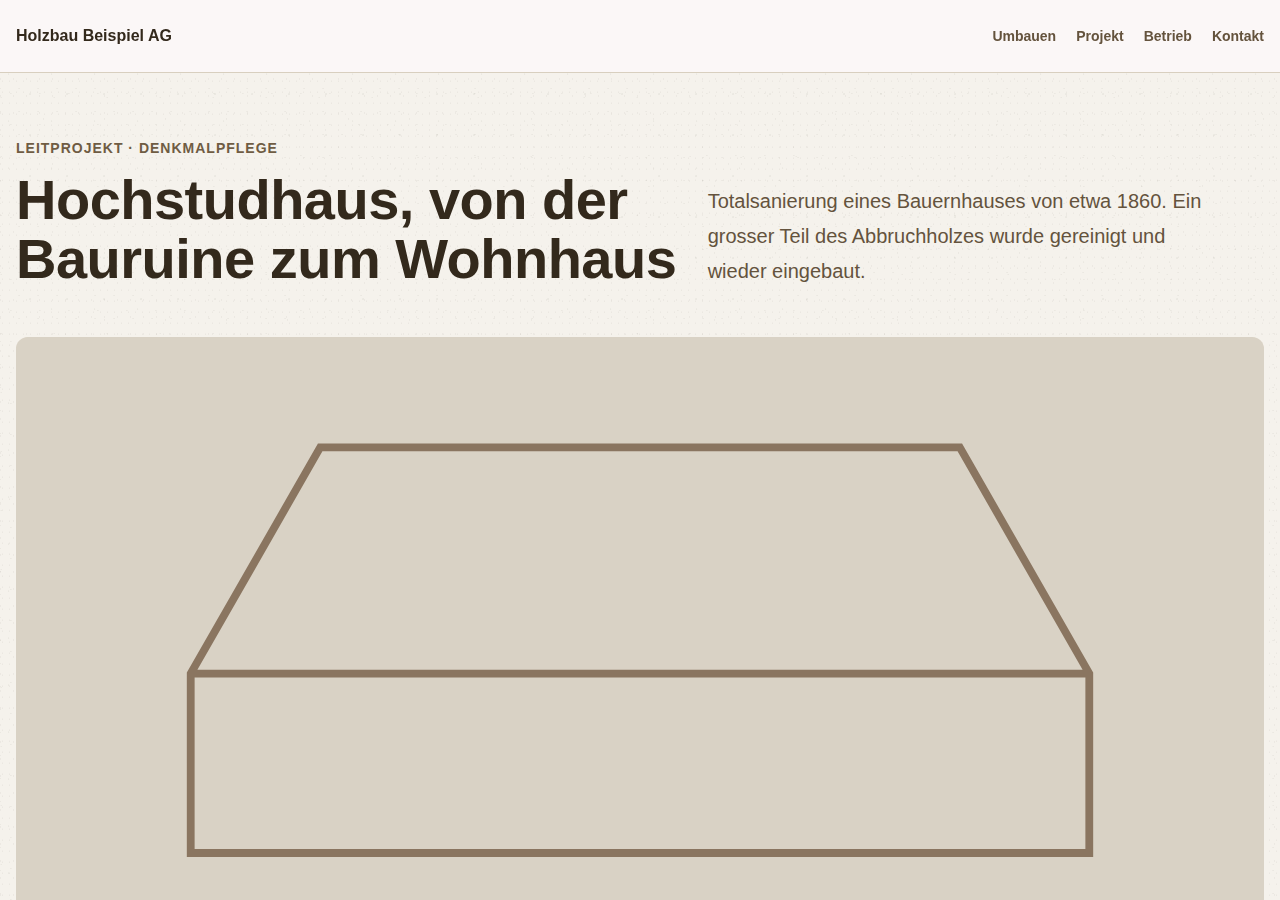 Holzbau Beispiel AG
Umbauen Projekt Betrieb Kontakt
LEITPROJEKT · DENKMALPFLEGE
Hochstudhaus, von der
Bauruine zum Wohnhaus
Totalsanierung eines Bauernhauses von etwa 1860. Ein
grosser Teil des Abbruchholzes wurde gereinigt und
wieder eingebaut.